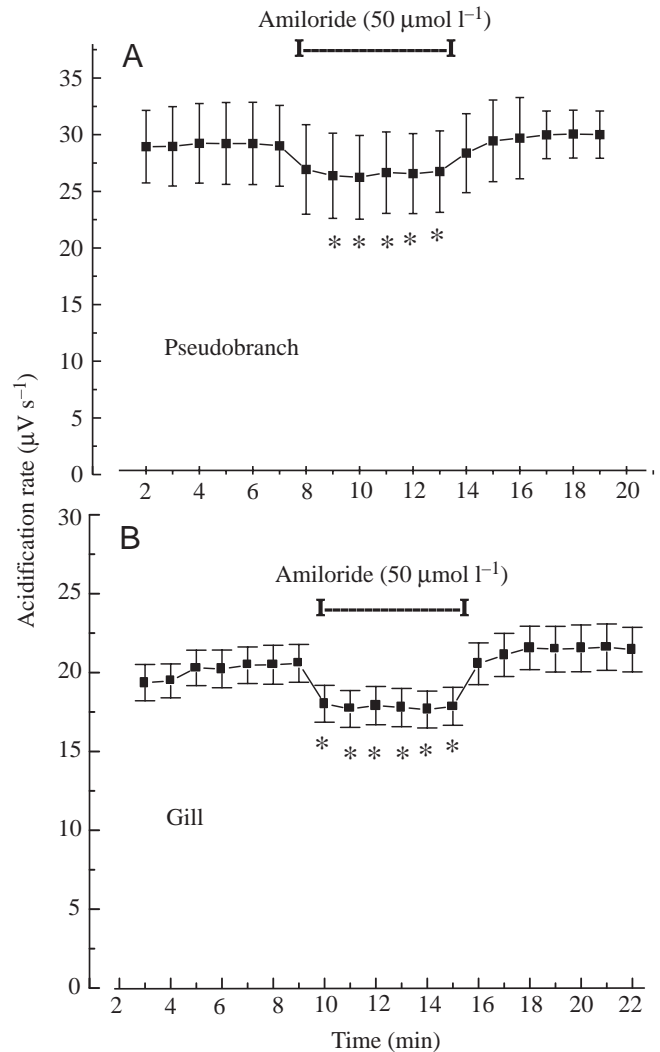 Amiloride (50 μmol l⁻¹)
A
35
30
25
20
15
10
5
0
* * * * *
Pseudobranch
2 4 6 8 10 12 14 16 18 20
Acidification rate (μV s⁻¹)
30
B
Amiloride (50 μmol l⁻¹)
25
20
15
10
5
0
* * * * * *
Gill
2 4 6 8 10 12 14 16 18 20 22
Time (min)